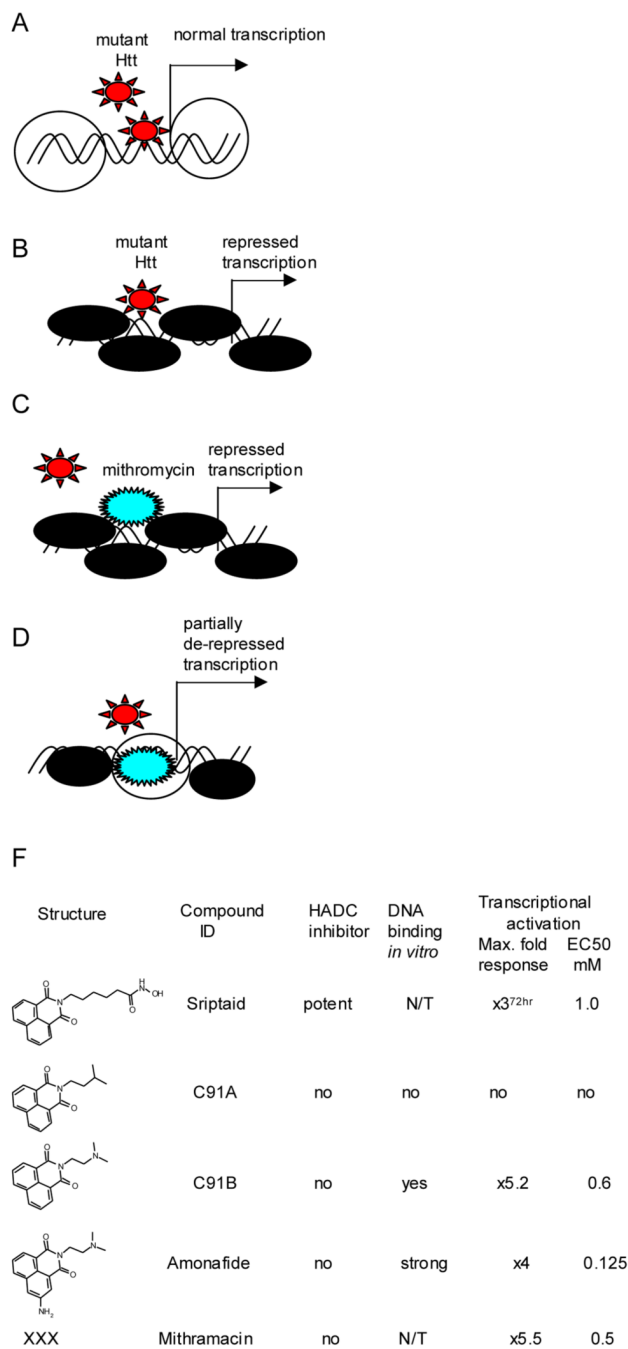 A
mutant
Htt
normal transcription
B
mutant
Htt
repressed
transcription
C
mithromycin
repressed
transcription
D
partially
de-repressed
transcription
F
Structure
Compound
ID
HADC
inhibitor
DNA
binding
in vitro
Transcriptional
activation
Max. fold
response
EC50
mM
O
N
O
H
N
OH
O
Sriptaid
potent
N/T
x3 72hr
1.0
O
N
O
C91A
no
no
no
no
O
N
O
N
C91B
no
yes
x5.2
0.6
O
N
O
N
NH2
Amonafide
no
strong
x4
0.125
XXX
Mithramacin
no
N/T
x5.5
0.5